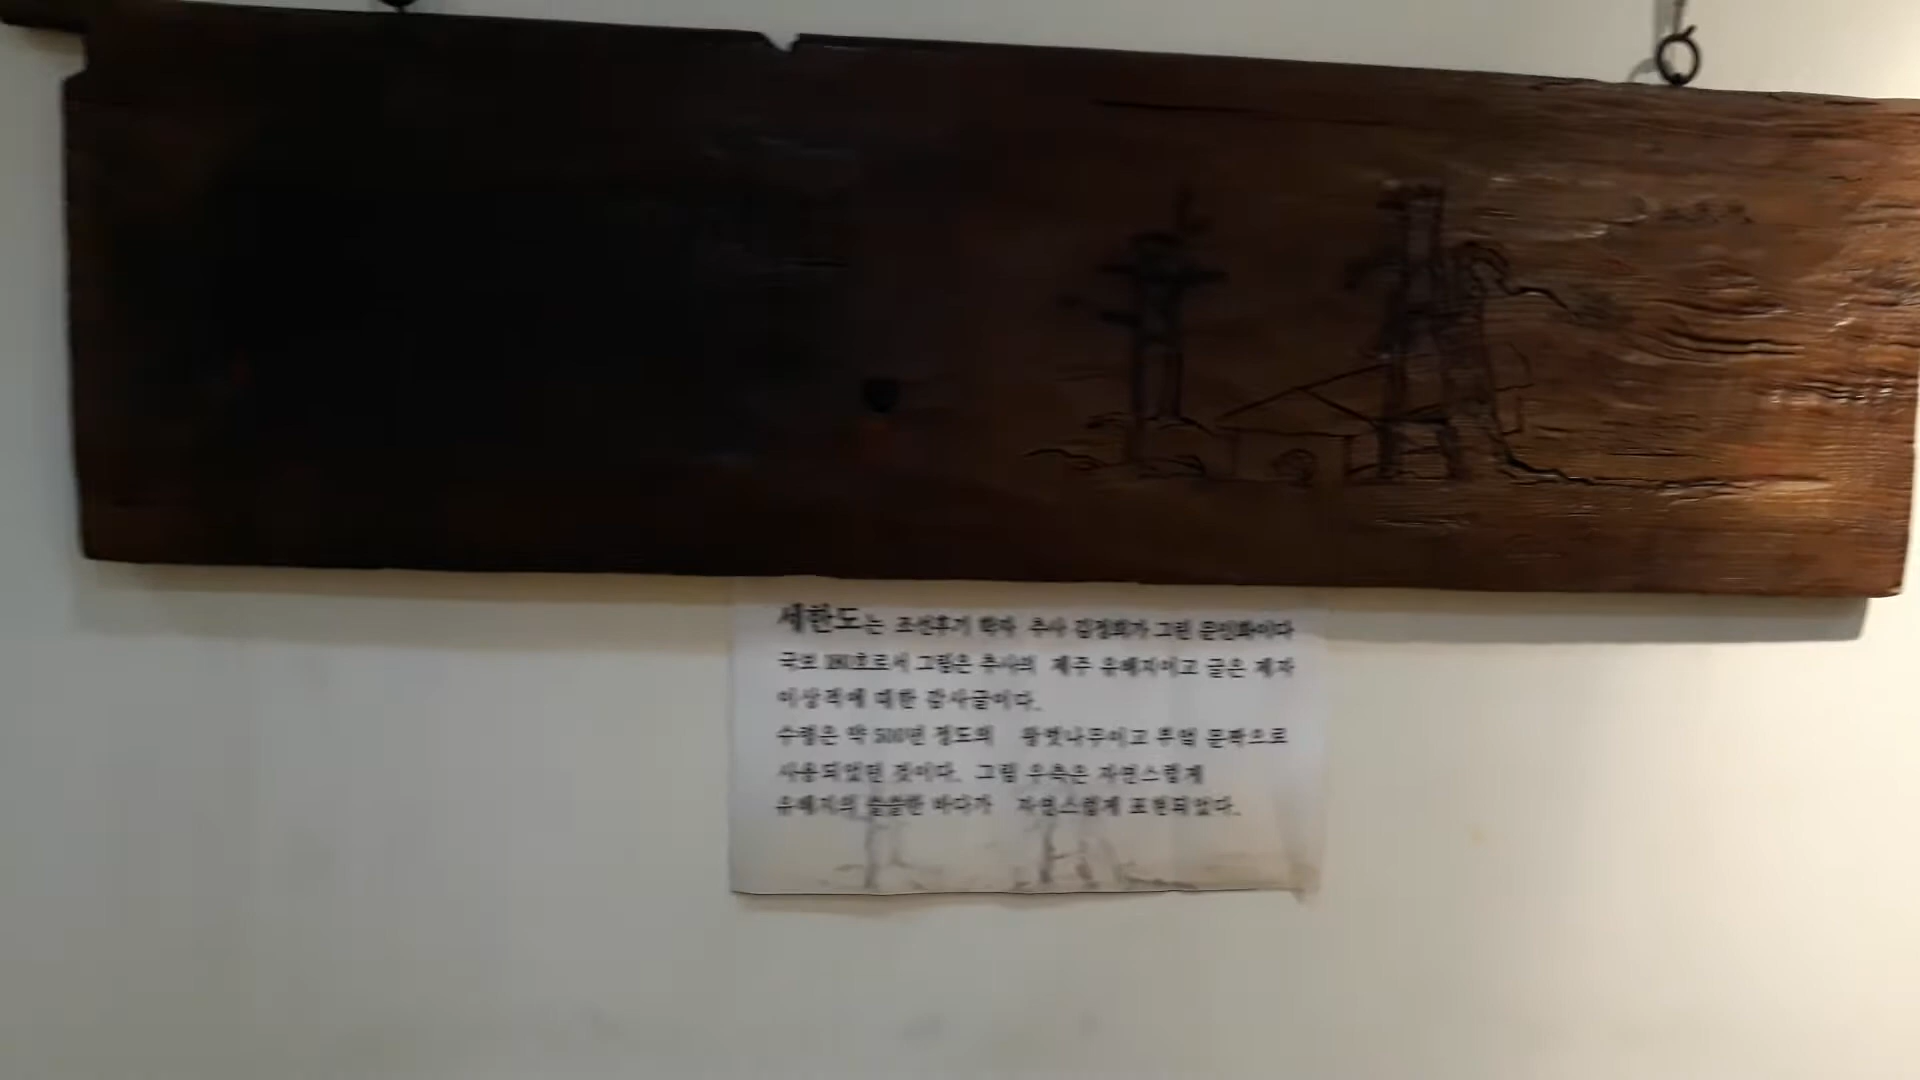 세한도는 조선후기 학자 추사 김정희가 그린 문인화이다
국보 180호로서 그림은 추사의 제주 유배지이고 글은 제자
이상적에 대한 감사글이다.
수령은 약 500년 정도의 왕벚나무이고 부엌 문짝으로
사용되었던 것이다. 그림 우측은 자연스럽게
유배지의 쓸쓸한 바다가 자연스럽게 표현되었다.